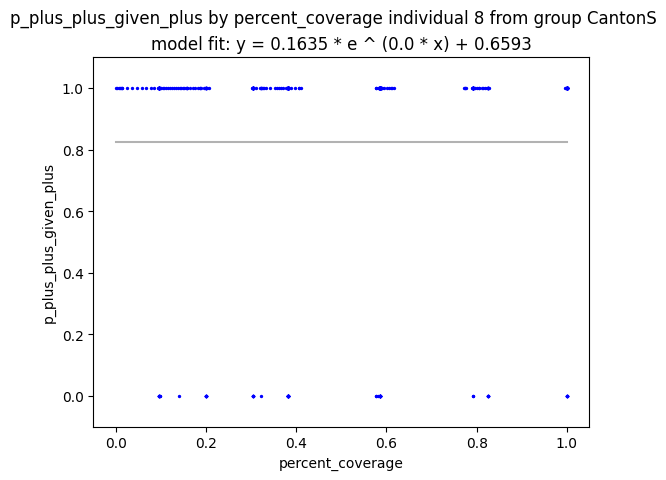 p_plus_plus_given_plus by percent_coverage individual 8 from group CantonS
model fit: y = 0.1635 * e ^ (0.0 * x) + 0.6593
1.0
0.8
0.6
0.4
0.2
0.0
p_plus_plus_given_plus
0.0 0.2 0.4 0.6 0.8 1.0
percent_coverage